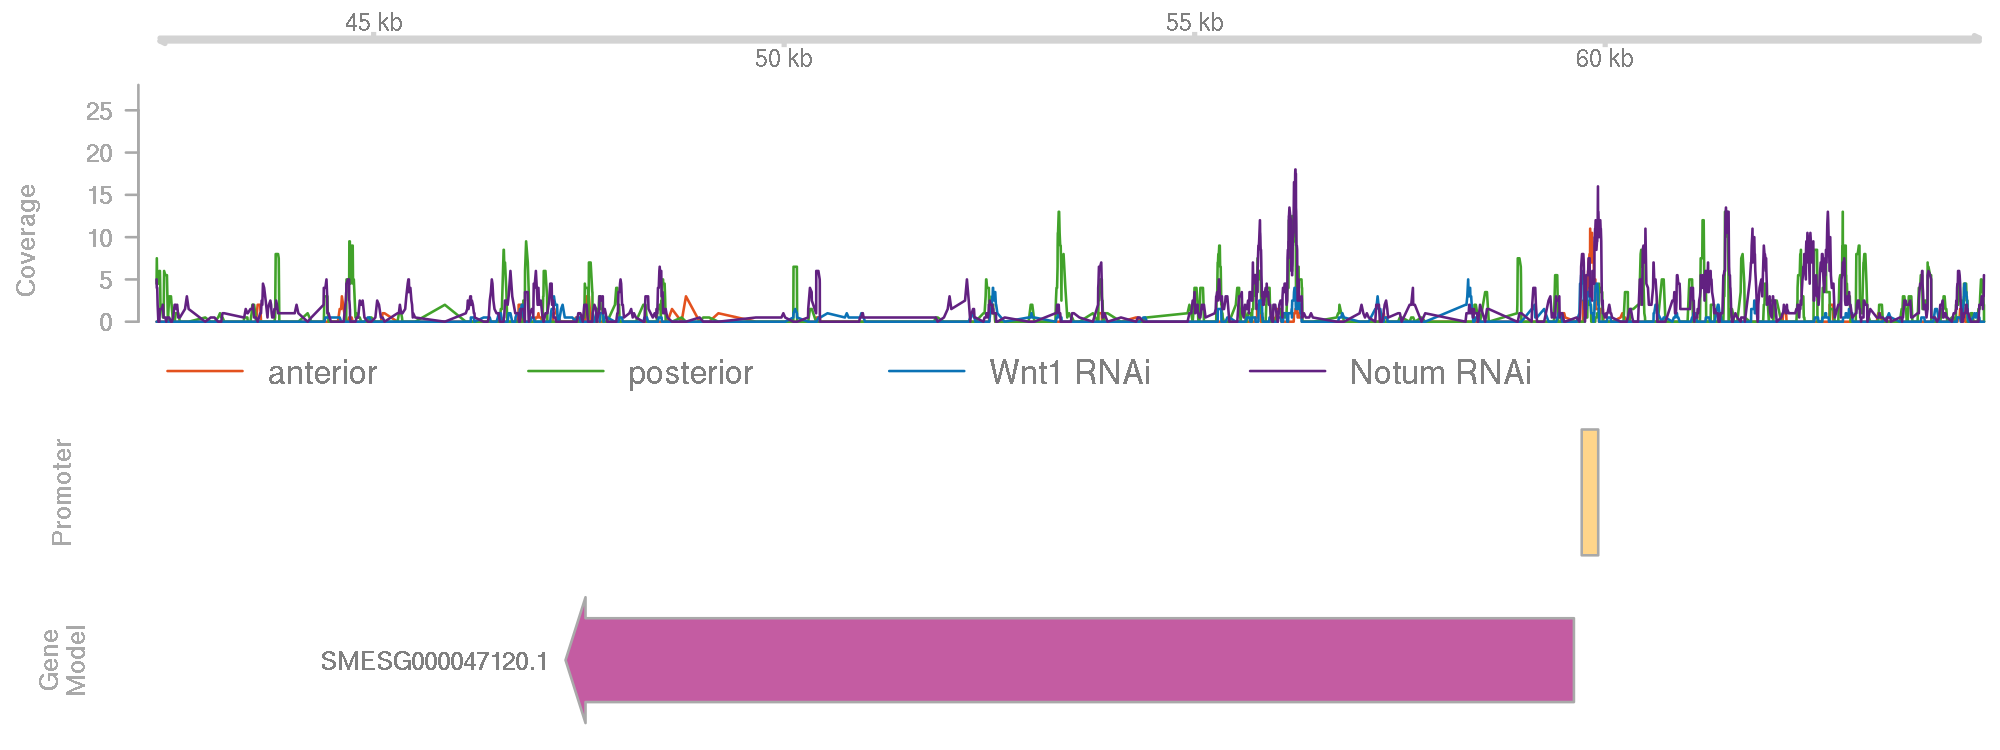 45 kb
55 kb
50 kb
60 kb
Coverage
25
20
15
10
5
0
anterior
posterior
Wnt1 RNAi
Notum RNAi
Promoter
Gene
Model
SMESG000047120.1